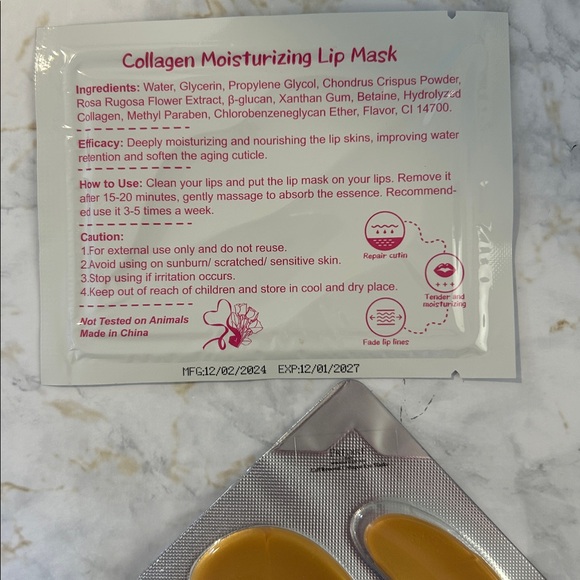 Collagen Moisturizing Lip Mask
Ingredients: Water, Glycerin, Propylene Glycol, Chondrus Crispus Powder,
Rosa Rugosa Flower Extract, β-glucan, Xanthan Gum, Betaine, Hydrolyzed
Collagen, Methyl Paraben, Chlorobenzeneglycan Ether, Flavor, CI 14700.
Efficacy: Deeply moisturizing and nourishing the lip skins, improving water
retention and soften the aging cuticle.
How to Use: Clean your lips and put the lip mask on your lips. Remove it
after 15-20 minutes, gently massage to absorb the essence. Recommend-
ed use it 3-5 times a week.
Caution:
1.For external use only and do not reuse.
2.Avoid using on sunburn/ scratched/ sensitive skin.
3.Stop using if irritation occurs.
4.Keep out of reach of children and store in cool and dry place.
Repair cutin
Tender and
moisturizing
Fade lip lines
Not Tested on Animals
Made in China
MFG:12/02/2024 EXP:12/01/2027